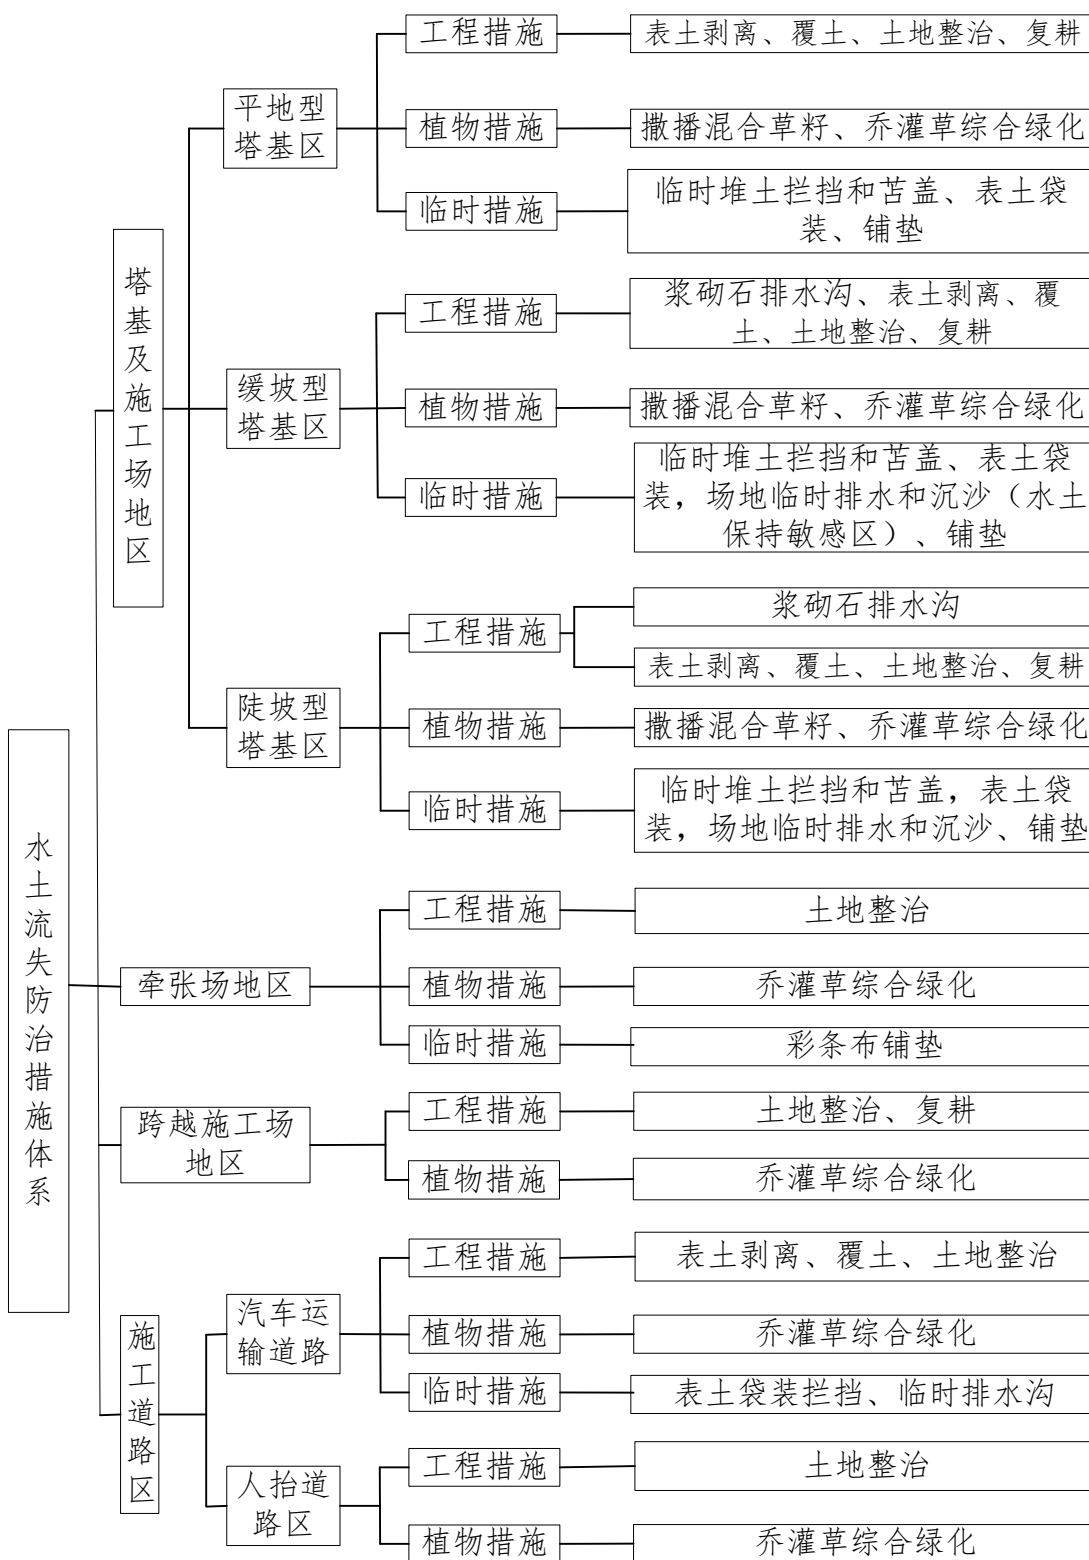 水土流失防治措施体系
塔基及施工场地区
平地型
塔基区
工程措施
表土剥离、覆土、土地整治、复耕
植物措施
撒播混合草籽、乔灌草综合绿化
临时措施
临时堆土拦挡和苫盖、表土袋
装、铺垫
缓坡型
塔基区
工程措施
浆砌石排水沟、表土剥离、覆
土、土地整治、复耕
植物措施
撒播混合草籽、乔灌草综合绿化
临时措施
临时堆土拦挡和苫盖、表土袋
装，场地临时排水和沉沙（水土
保持敏感区）、铺垫
陡坡型
塔基区
工程措施
浆砌石排水沟
表土剥离、覆土、土地整治、复耕
植物措施
撒播混合草籽、乔灌草综合绿化
临时措施
临时堆土拦挡和苫盖，表土袋
装，场地临时排水和沉沙、铺垫
牵张场地区
工程措施
土地整治
植物措施
乔灌草综合绿化
临时措施
彩条布铺垫
跨越施工场
地区
工程措施
土地整治、复耕
植物措施
乔灌草综合绿化
施工道路区
汽车运
输道路
工程措施
表土剥离、覆土、土地整治
植物措施
乔灌草综合绿化
临时措施
表土袋装拦挡、临时排水沟
人抬道
路区
工程措施
土地整治
植物措施
乔灌草综合绿化